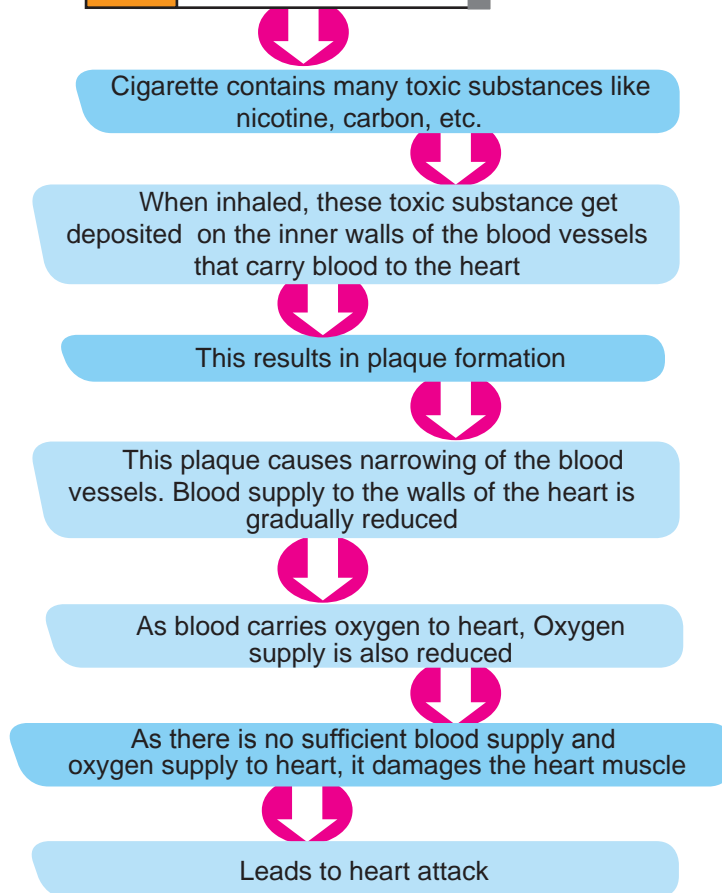 Cigarette contains many toxic substances like
nicotine, carbon, etc.
When inhaled, these toxic substance get
deposited on the inner walls of the blood vessels
that carry blood to the heart
This results in plaque formation
This plaque causes narrowing of the blood
vessels. Blood supply to the walls of the heart is
gradually reduced
As blood carries oxygen to heart, Oxygen
supply is also reduced
As there is no sufficient blood supply and
oxygen supply to heart, it damages the heart muscle
Leads to heart attack